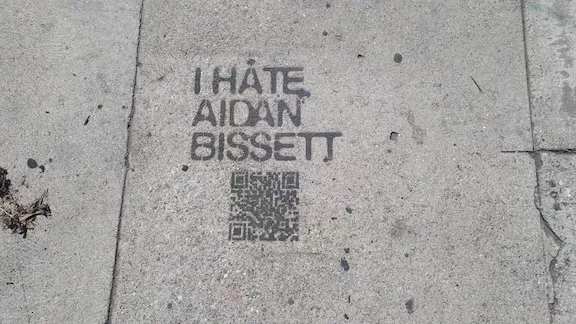 I HATE
AIDAN
BISSETT